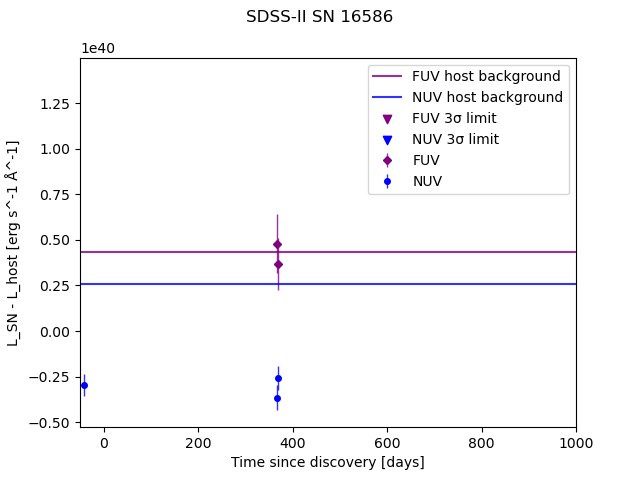 SDSS-II SN 16586
1e40
FUV host background
NUV host background
FUV 3σ limit
NUV 3σ limit
FUV
NUV
1.25
1.00
0.75
0.50
0.25
0.00
−0.25
−0.50
L_SN - L_host [erg s^-1 Å^-1]
0 200 400 600 800 1000
Time since discovery [days]